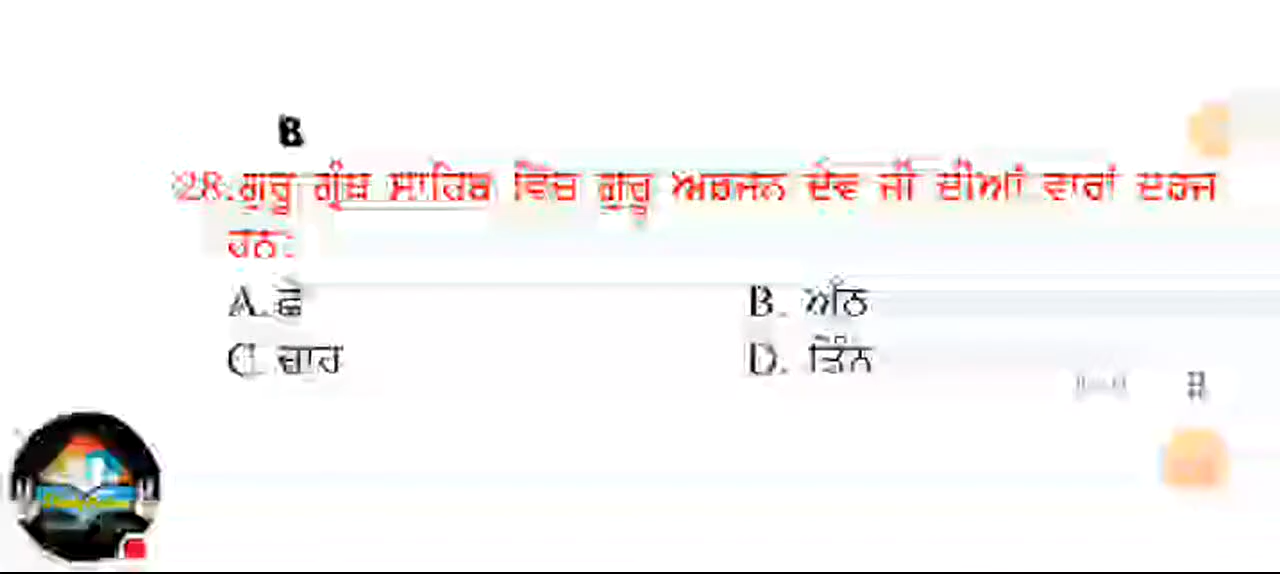 B
28. ਗੁਰੂ ਗ੍ਰੰਥ ਸਾਹਿਬ ਵਿੱਚ ਗੁਰੂ ਅਰਜਨ ਦੇਵ ਜੀ ਦੀਆਂ ਵਾਰਾਂ ਦਰਜ
ਹਨ:
A. ਛੇ
B. ਅੱਠ
C. ਚਾਰ
D. ਤਿੰਨ